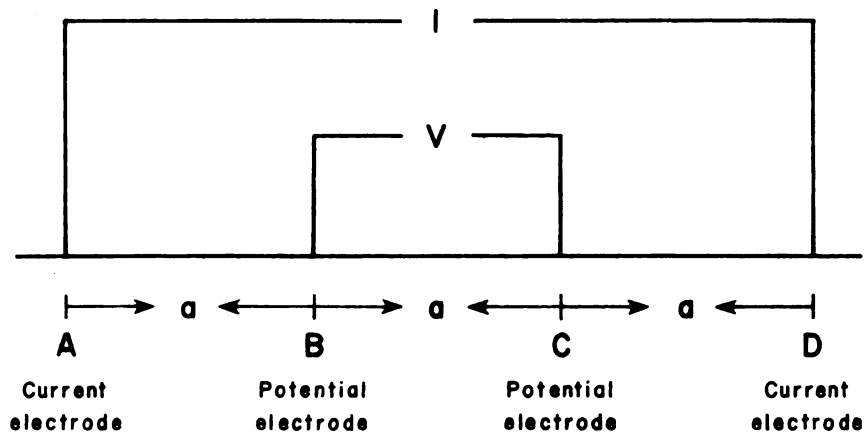 I
V
a a a
A B C D
Current Potential Potential Current
electrode electrode electrode electrode